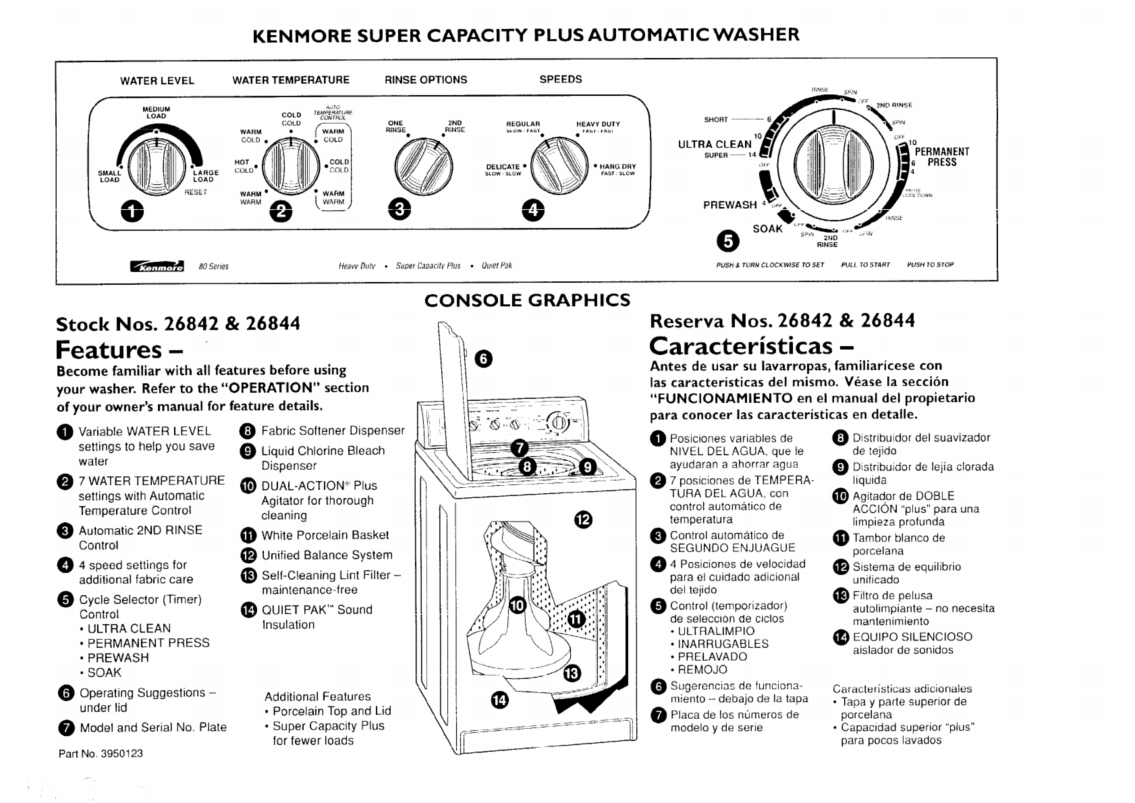 KENMORE SUPER CAPACITY PLUS AUTOMATIC WASHER
WATER LEVEL
WATER TEMPERATURE
RINSE OPTIONS
SPEEDS
MEDIUM
LOAD
SMALL
LOAD
LARGE
LOAD
RESET
1
COLD
COLD
AUTO
TEMPERATURE
CONTROL
WARM
COLD
WARM
COLD
HOT
COLD
COLD
COLD
WARM
WARM
WARM
WARM
2
ONE
RINSE
2ND
RINSE
3
REGULAR
SLOW : FAST
HEAVY DUTY
FAST : FAST
DELICATE
SLOW : SLOW
HANG DRY
FAST : SLOW
4
RINSE
SPIN
OFF
2ND RINSE
SPIN
OFF
SHORT
6
10
ULTRA CLEAN
SUPER
14
OFF
10
PERMANENT
PRESS
6
4
COOL DOWN
PREWASH
4
OFF
RINSE
SOAK
OFF
SPIN
2ND
RINSE
OFF
SPIN
5
Kenmore
80 Series
Heavy Duty • Super Capacity Plus • Quiet Pak
PUSH & TURN CLOCKWISE TO SET
PULL TO START
PUSH TO STOP
CONSOLE GRAPHICS
Stock Nos. 26842 & 26844
Features –
Become familiar with all features before using
your washer. Refer to the "OPERATION" section
of your owner's manual for feature details.
1 Variable WATER LEVEL
settings to help you save
water
2 7 WATER TEMPERATURE
settings with Automatic
Temperature Control
3 Automatic 2ND RINSE
Control
4 4 speed settings for
additional fabric care
5 Cycle Selector (Timer)
Control
• ULTRA CLEAN
• PERMANENT PRESS
• PREWASH
• SOAK
6 Operating Suggestions –
under lid
7 Model and Serial No. Plate
Part No. 3950123
8 Fabric Softener Dispenser
9 Liquid Chlorine Bleach
Dispenser
10 DUAL-ACTION® Plus
Agitator for thorough
cleaning
11 White Porcelain Basket
12 Unified Balance System
13 Self-Cleaning Lint Filter –
maintenance-free
14 QUIET PAK™ Sound
Insulation
Additional Features
• Porcelain Top and Lid
• Super Capacity Plus
for fewer loads
6
7
8
9
12
10
11
13
14
Reserva Nos. 26842 & 26844
Características –
Antes de usar su lavarropas, familiarícese con
las características del mismo. Véase la sección
"FUNCIONAMIENTO en el manual del propietario
para conocer las características en detalle.
1 Posiciones variables de
NIVEL DEL AGUA, que le
ayudaran a ahorrar agua
2 7 posiciones de TEMPERA-
TURA DEL AGUA, con
control automático de
temperatura
3 Control automático de
SEGUNDO ENJUAGUE
4 4 Posiciones de velocidad
para el cuidado adicional
del tejido
5 Control (temporizador)
de selección de ciclos
• ULTRALIMPIO
• INARRUGABLES
• PRELAVADO
• REMOJO
6 Sugerencias de funciona-
miento – debajo de la tapa
7 Placa de los números de
modelo y de serie
8 Distribuidor del suavizador
de tejido
9 Distribuidor de lejía clorada
liquida
10 Agitador de DOBLE
ACCIÓN "plus" para una
limpieza profunda
11 Tambor blanco de
porcelana
12 Sistema de equilibrio
unificado
13 Filtro de pelusa
autolimpiante – no necesita
mantenimiento
14 EQUIPO SILENCIOSO
aislador de sonidos
Características adicionales
• Tapa y parte superior de
porcelana
• Capacidad superior "plus"
para pocos lavados